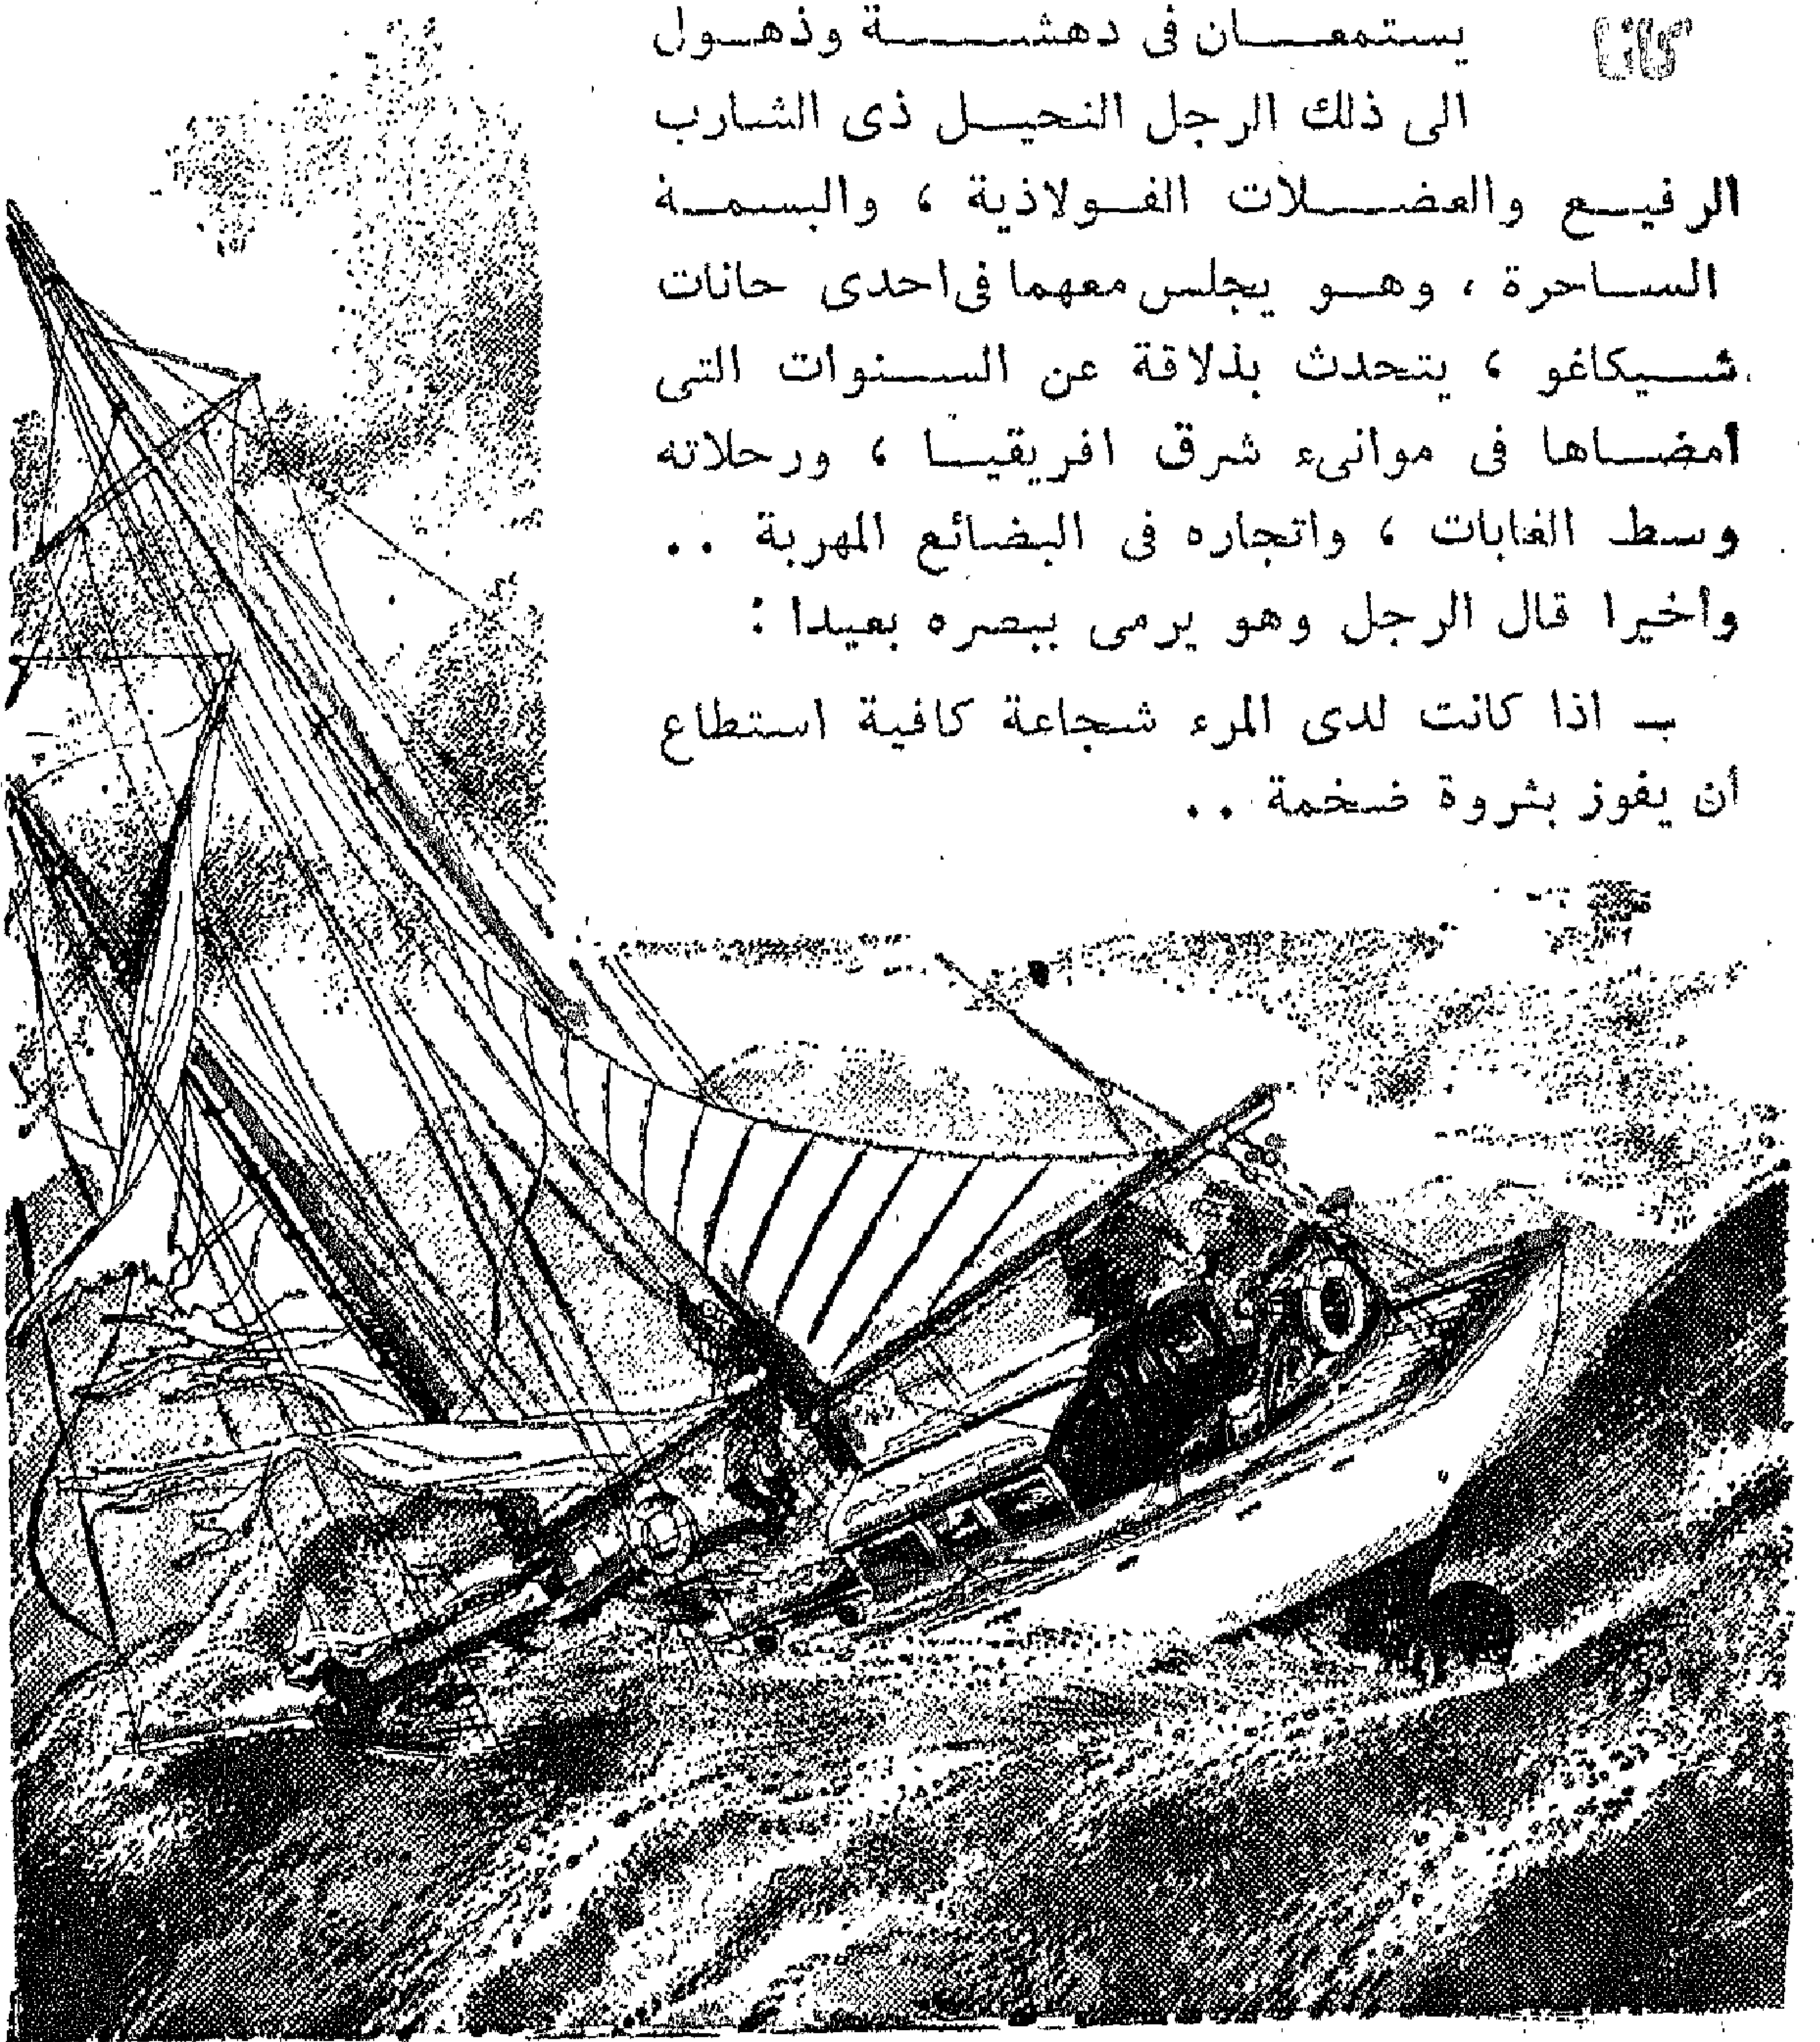 كانا يستمعان فى دهشة وذهول
الى ذلك الرجل النحيل ذى الشارب
الرفيع والعضلات الفولاذية ، والبسمة
الساحرة ، وهو يجلس معهما فى احدى حانات
شيكاغو ، يتحدث بذلاقة عن السنوات التى
أمضاها فى موانىء شرق افريقيا ، ورحلاته
وسط الغابات ، واتجاره فى البضائع المهربة ..
وأخيرا قال الرجل وهو يرمى ببصره بعيدا :
ـ اذا كانت لدى المرء شجاعة كافية استطاع
أن يفوز بثروة ضخمة ..